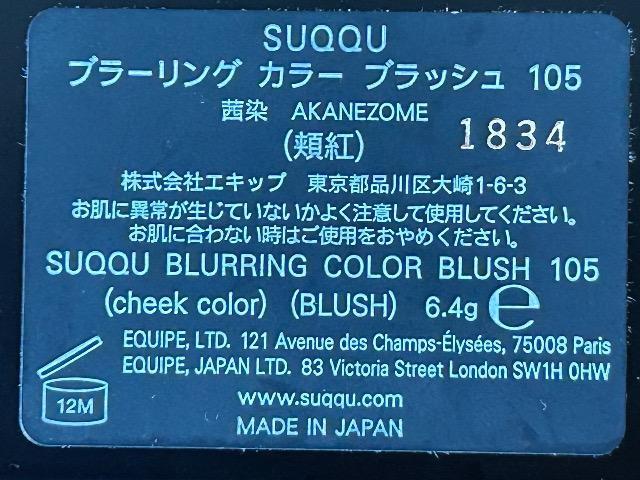 SUQQU
ブラーリング カラー ブラッシュ 105
茜染 AKANEZOME
1834
(頬紅)
株式会社エキップ 東京都品川区大崎1-6-3
お肌に異常が生じていないかよく注意して使用してください。
お肌に合わない時はご使用をおやめください。
SUQQU BLURRING COLOR BLUSH 105
(cheek color) (BLUSH) 6.4g ℮
EQUIPE, LTD. 121 Avenue des Champs-Élysées, 75008 Paris
EQUIPE, JAPAN LTD. 83 Victoria Street London SW1H 0HW
12M
www.suqqu.com
MADE IN JAPAN